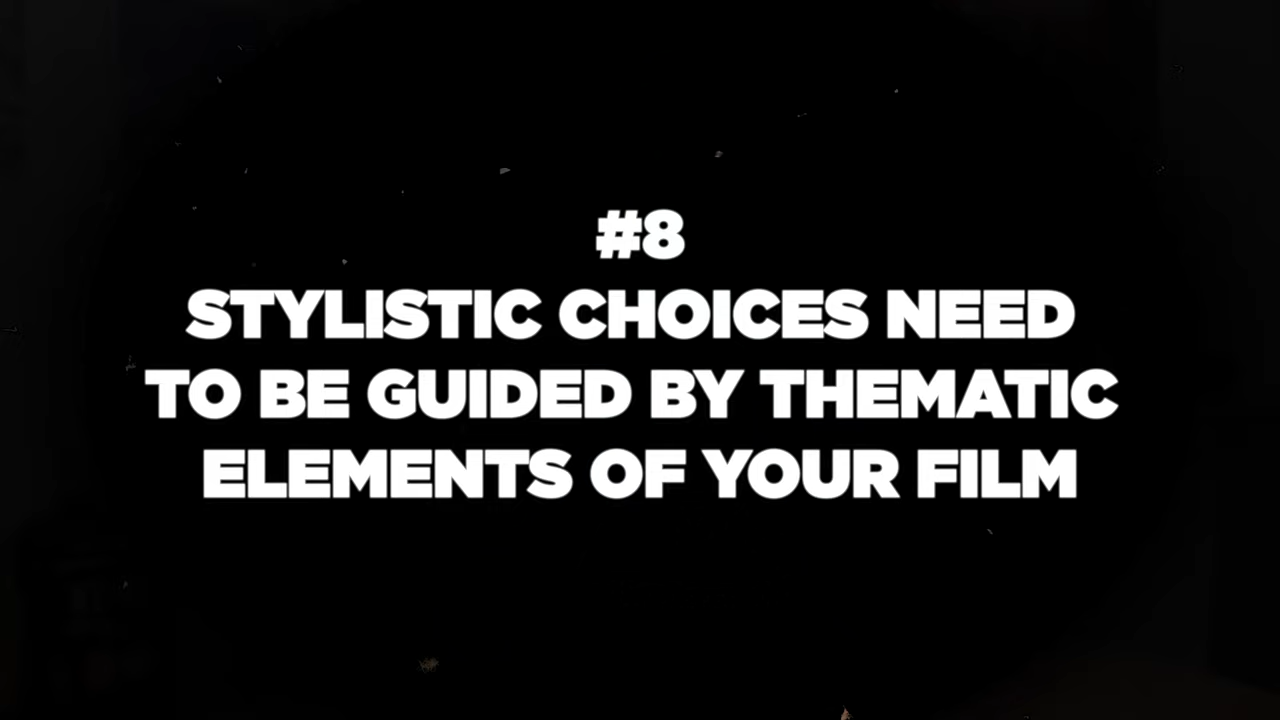 #8
STYLISTIC CHOICES NEED
TO BE GUIDED BY THEMATIC
ELEMENTS OF YOUR FILM